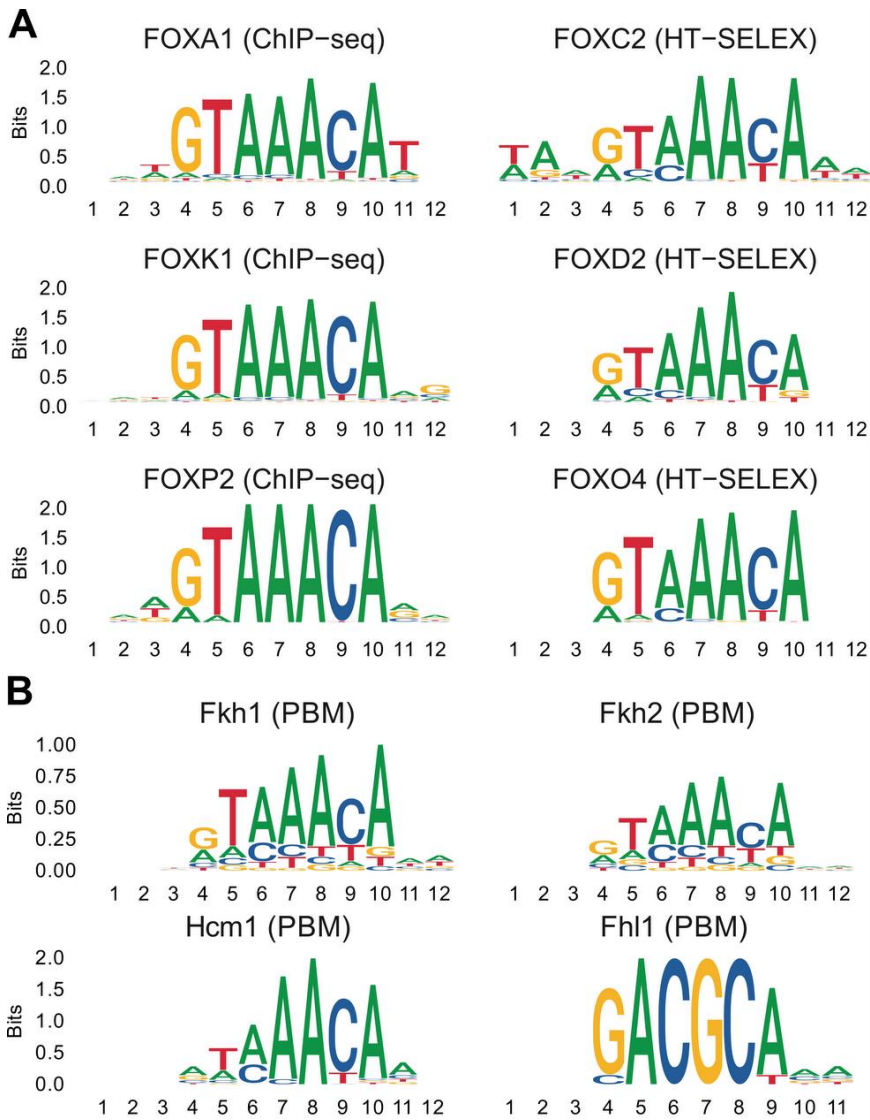 A
FOXA1 (ChIP−seq)
FOXC2 (HT−SELEX)
Bits
2.0
1.5
1.0
0.5
0.0
GTAAACAT
TAAGTAAACAAA
1 2 3 4 5 6 7 8 9 10 11 12
1 2 3 4 5 6 7 8 9 10 11 12
FOXK1 (ChIP−seq)
FOXD2 (HT−SELEX)
Bits
2.0
1.5
1.0
0.5
0.0
GTAAACAAG
GTAAACA
1 2 3 4 5 6 7 8 9 10 11 12
1 2 3 4 5 6 7 8 9 10 11 12
FOXP2 (ChIP−seq)
FOXO4 (HT−SELEX)
Bits
2.0
1.5
1.0
0.5
0.0
AGTAAACAA
GTAAACA
1 2 3 4 5 6 7 8 9 10 11 12
1 2 3 4 5 6 7 8 9 10 11 12
B
Fkh1 (PBM)
Fkh2 (PBM)
Bits
1.00
0.75
0.50
0.25
0.00
GTAAACAAA
GTAAACA
1 2 3 4 5 6 7 8 9 10 11 12
1 2 3 4 5 6 7 8 9 10 11 12
Hcm1 (PBM)
Fhl1 (PBM)
Bits
2.0
1.5
1.0
0.5
0.0
ATAAACAA
GACGCAAA
1 2 3 4 5 6 7 8 9 10 11 12
1 2 3 4 5 6 7 8 9 10 11